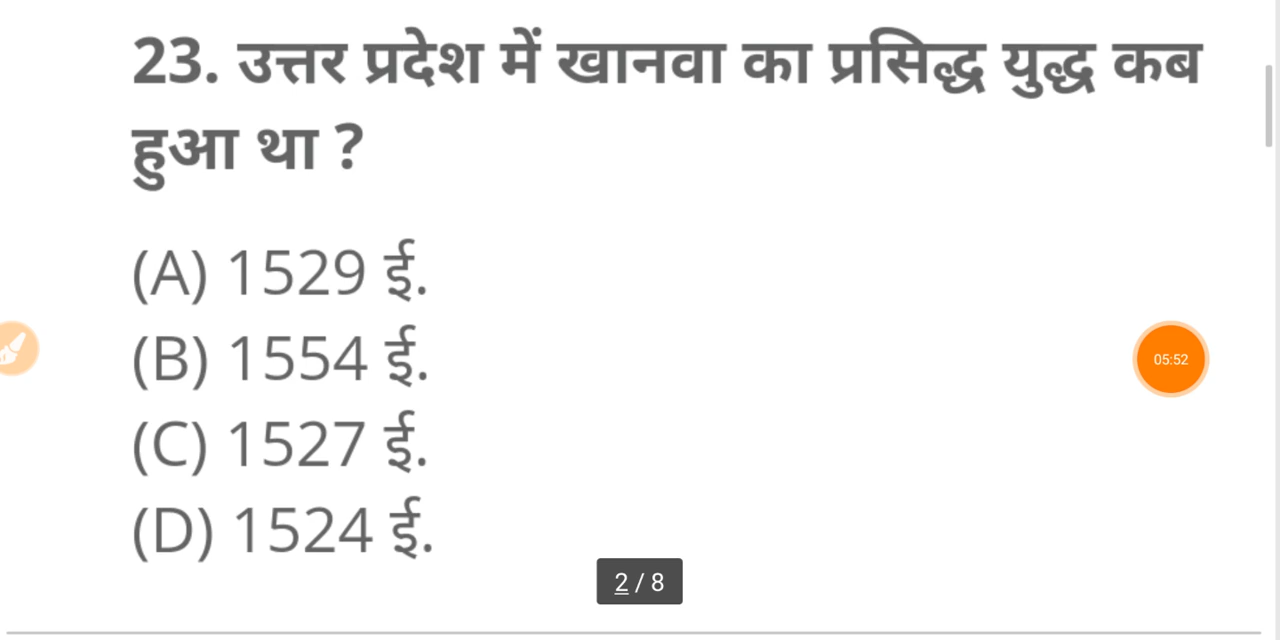 23. उत्तर प्रदेश में खानवा का प्रसिद्ध युद्ध कब
हुआ था ?
(A) 1529 ई.
(B) 1554 ई.
(C) 1527 ई.
(D) 1524 ई.
05:52
2 / 8